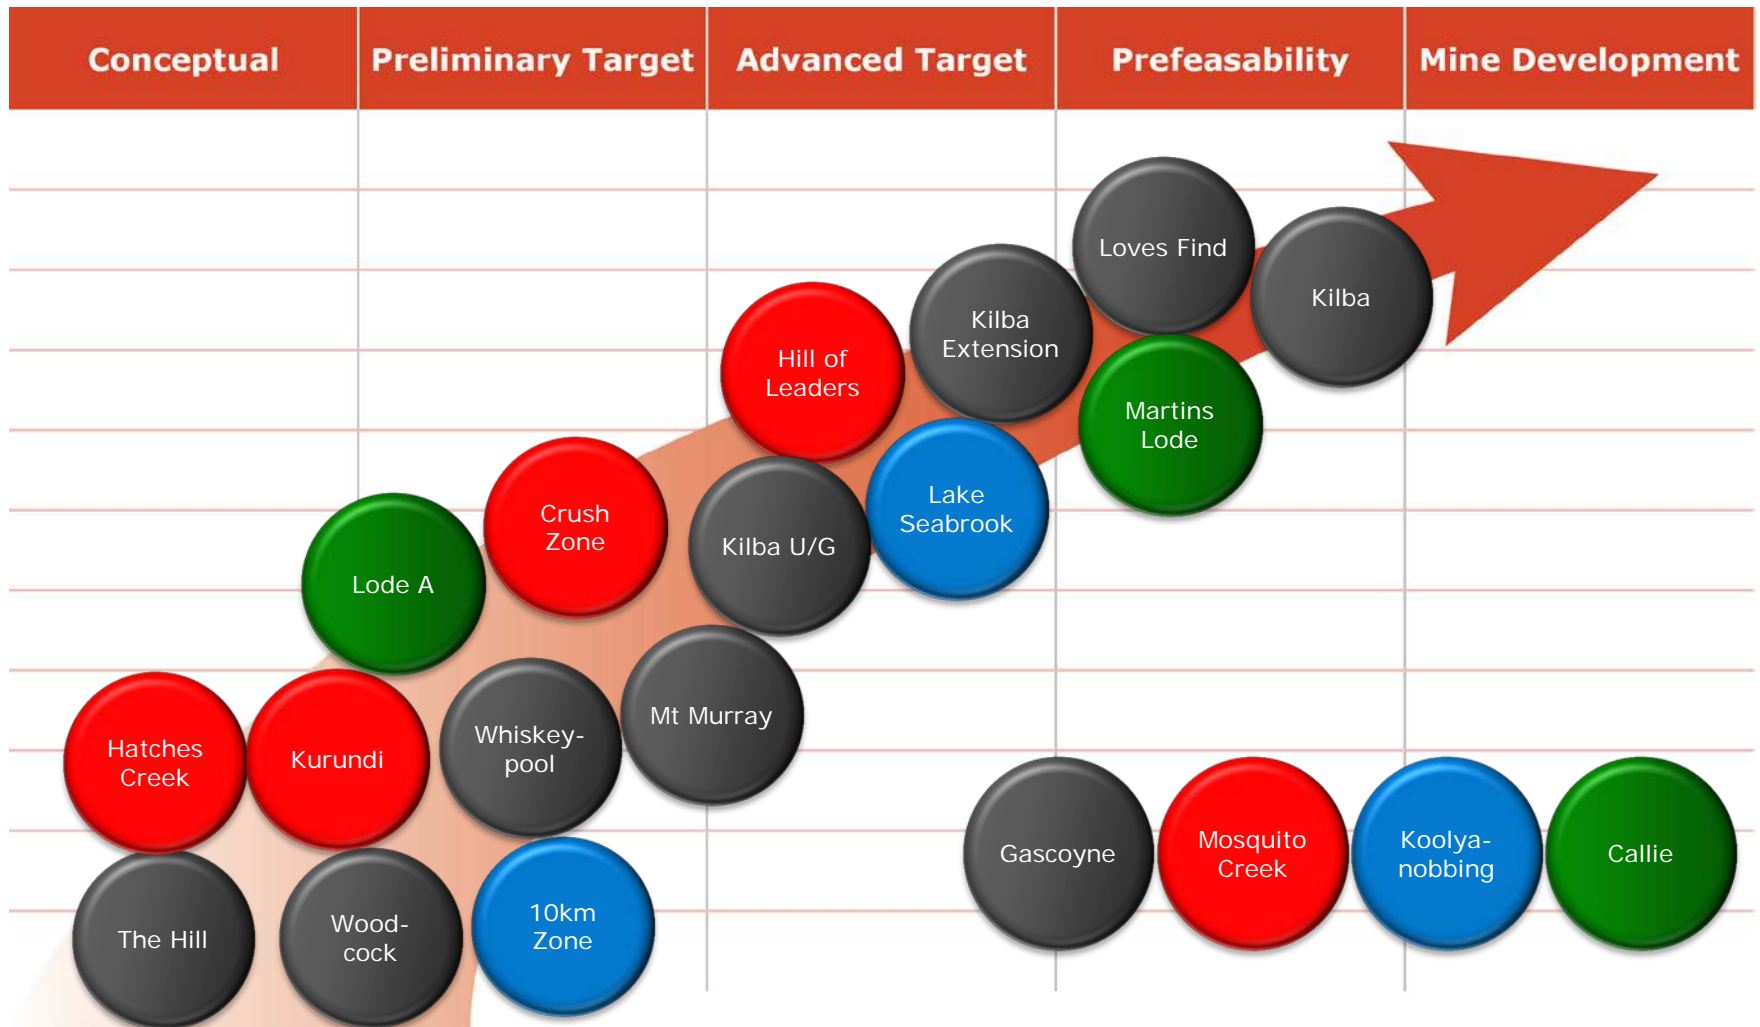 Conceptual
Preliminary Target
Advanced Target
Prefeasability
Mine Development
Loves Find
Kilba
Kilba
Extension
Hill of
Leaders
Martins
Lode
Lake
Seabrook
Crush
Zone
Kilba U/G
Lode A
Mt Murray
Whiskey-
pool
Hatches
Creek
Kurundi
Gascoyne
Mosquito
Creek
Koolya-
nobbing
Callie
The Hill
Wood-
cock
10km
Zone